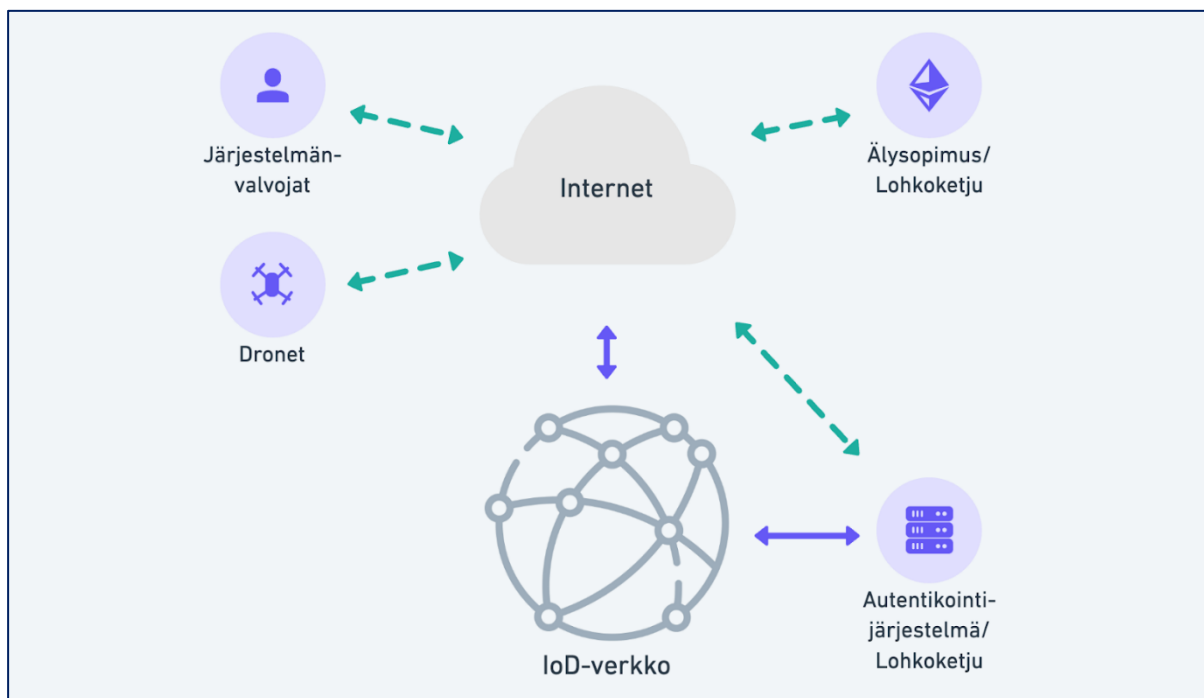 Järjestelmän-
valvojat
Internet
Älysopimus/
Lohkoketju
Dronet
Autentikointi-
järjestelmä/
Lohkoketju
IoD-verkko